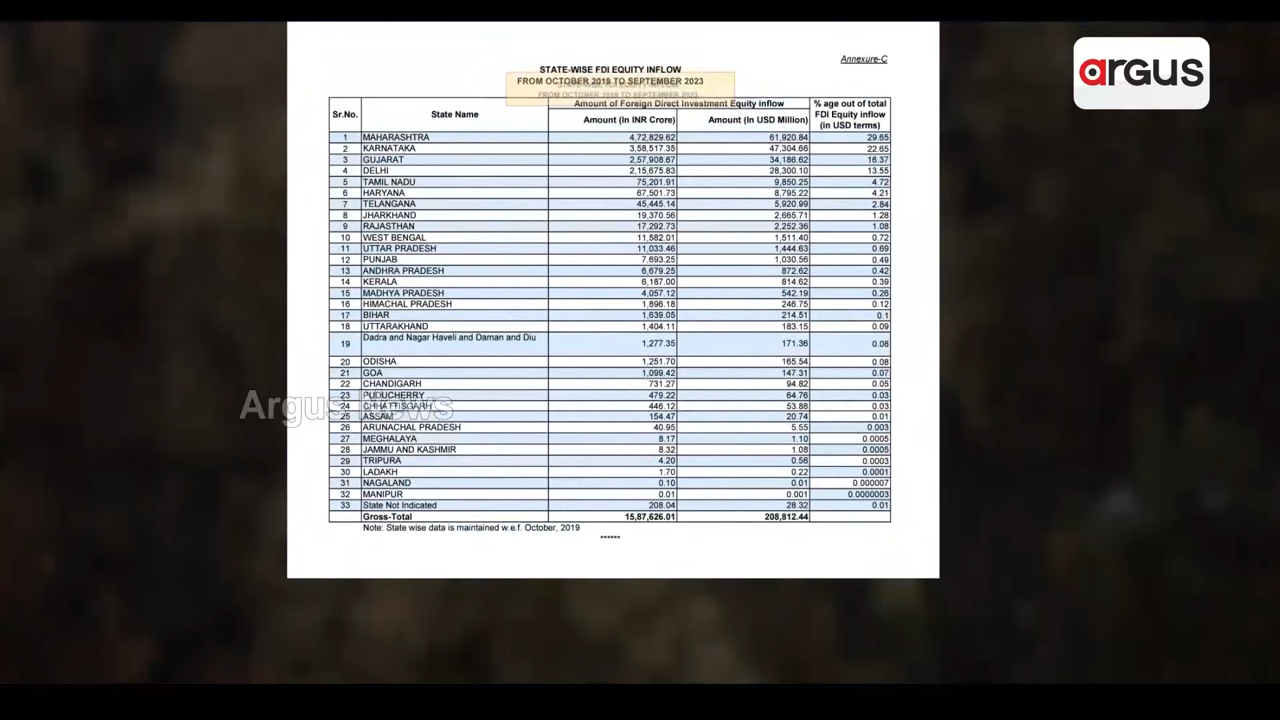 argus
Annexure-C
STATE-WISE FDI EQUITY INFLOW
FROM OCTOBER 2019 TO SEPTEMBER 2023
STATE-WISE FDI EQUITY INFLOW
FROM OCTOBER 2019 TO SEPTEMBER 2023
Sr.No. State Name Amount of Foreign Direct Investment Equity inflow % age out of total FDI Equity inflow (in USD terms)
Amount (In INR Crore) Amount (In USD Million)
1 MAHARASHTRA 4,72,829.62 61,920.84 29.65
2 KARNATAKA 3,58,517.35 47,304.66 22.65
3 GUJARAT 2,57,908.67 34,186.62 16.37
4 DELHI 2,15,675.83 28,300.10 13.55
5 TAMIL NADU 75,201.91 9,850.25 4.72
6 HARYANA 67,501.73 8,795.22 4.21
7 TELANGANA 45,445.14 5,920.99 2.84
8 JHARKHAND 19,370.56 2,665.71 1.28
9 RAJASTHAN 17,292.73 2,252.36 1.08
10 WEST BENGAL 11,582.01 1,511.40 0.72
11 UTTAR PRADESH 11,033.46 1,444.63 0.69
12 PUNJAB 7,693.25 1,030.56 0.49
13 ANDHRA PRADESH 6,679.25 872.62 0.42
14 KERALA 6,187.00 814.62 0.39
15 MADHYA PRADESH 4,057.12 542.19 0.26
16 HIMACHAL PRADESH 1,896.18 246.75 0.12
17 BIHAR 1,639.05 214.51 0.1
18 UTTARAKHAND 1,404.11 183.15 0.09
19 Dadra and Nagar Haveli and Daman and Diu 1,277.35 171.36 0.08
20 ODISHA 1,251.70 165.54 0.08
21 GOA 1,099.42 147.31 0.07
22 CHANDIGARH 731.27 94.82 0.05
23 PUDUCHERRY 479.22 64.76 0.03
24 CHHATTISGARH 446.12 53.88 0.03
25 ASSAM 154.47 20.74 0.01
26 ARUNACHAL PRADESH 40.95 5.55 0.003
27 MEGHALAYA 8.17 1.10 0.0005
28 JAMMU AND KASHMIR 8.32 1.08 0.0005
29 TRIPURA 4.20 0.56 0.0003
30 LADAKH 1.70 0.22 0.0001
31 NAGALAND 0.10 0.01 0.000007
32 MANIPUR 0.01 0.001 0.0000003
33 State Not Indicated 208.04 28.32 0.01
Gross-Total 15,87,626.01 208,812.44
Note: State wise data is maintained w.e.f. October, 2019
******
Argus News